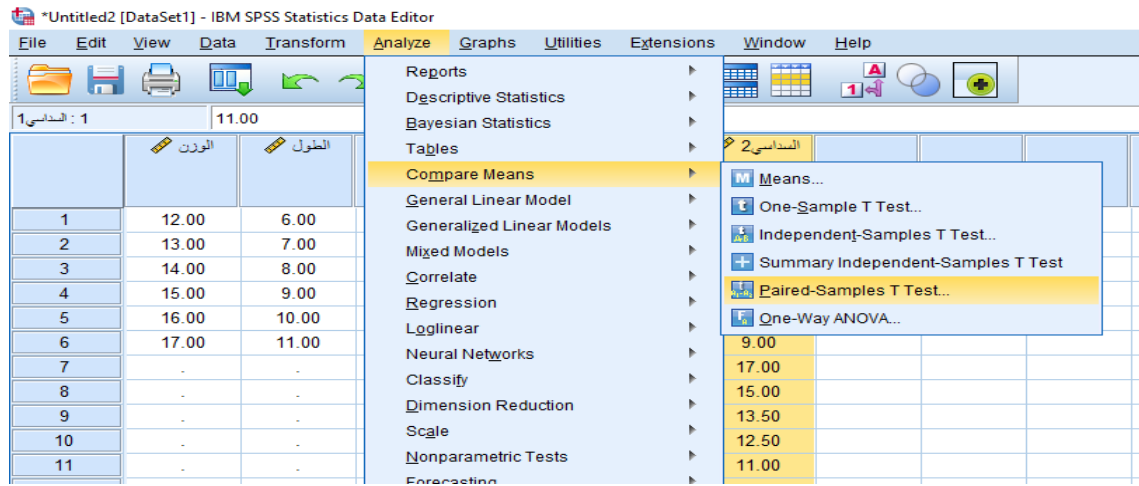 *Untitled2 [DataSet1] - IBM SPSS Statistics Data Editor
File Edit View Data Transform Analyze Graphs Utilities Extensions Window Help
1 : السداسي1 11.00
الوزن الطول السداسي2
Reports
Descriptive Statistics
Bayesian Statistics
Tables
Compare Means
General Linear Model
Generalized Linear Models
Mixed Models
Correlate
Regression
Loglinear
Neural Networks
Classify
Dimension Reduction
Scale
Nonparametric Tests
Forecasting
Means...
One-Sample T Test...
Independent-Samples T Test...
Summary Independent-Samples T Test
Paired-Samples T Test...
One-Way ANOVA...
1 12.00 6.00
2 13.00 7.00
3 14.00 8.00
4 15.00 9.00
5 16.00 10.00
6 17.00 11.00 9.00
7 . . 17.00
8 . . 15.00
9 . . 13.50
10 . . 12.50
11 . . 11.00